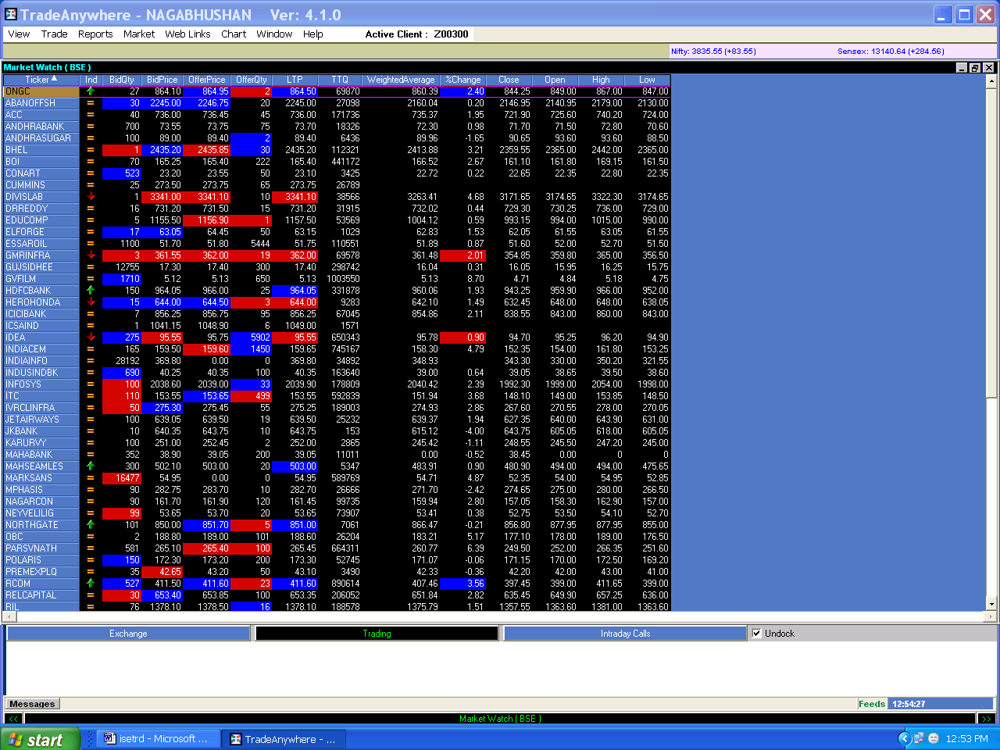 TradeAnywhere - NAGABHUSHAN Ver: 4.1.0
View Trade Reports Market Web Links Chart Window Help Active Client : Z00300
Nifty: 3835.55 (+83.55) Sensex: 13140.64 (+284.56)
Market Watch ( BSE )
Ticker Ind BidQty BidPrice OfferPrice OfferQty LTP TTQ WeightedAverage %Change Close Open High Low
ONGC 27 864.10 864.95 2 864.50 69870 860.39 2.40 844.25 849.00 867.00 847.00
ABANOFFSH = 30 2245.00 2246.75 20 2245.00 27098 2160.04 0.20 2146.95 2140.95 2179.00 2130.00
ACC = 40 736.00 736.45 45 736.00 171736 735.37 1.95 721.90 725.60 740.20 724.00
ANDHRABANK = 700 73.55 73.75 75 73.70 18326 72.30 0.98 71.70 71.50 72.80 70.60
ANDHRASUGAR = 100 89.00 89.40 2 89.40 6436 89.96 -1.65 90.65 93.60 93.60 88.50
BHEL = 1 2435.20 2435.85 30 2435.20 112321 2413.88 3.21 2359.55 2365.00 2442.00 2365.00
BOI = 70 165.25 165.40 222 165.40 441172 166.52 2.67 161.10 161.80 169.15 161.50
CONART = 523 23.20 23.55 50 23.10 3425 22.72 0.22 22.65 22.35 22.80 22.35
CUMMINS = 25 273.50 273.75 65 273.75 26789
DIVISLAB 1 3341.00 3341.10 10 3341.10 38566 3263.41 4.68 3171.65 3174.65 3322.30 3174.65
DRREDDY = 16 731.20 731.50 15 731.20 31915 732.02 0.44 729.30 730.25 736.00 729.00
EDUCOMP = 5 1155.50 1156.90 1 1157.50 53569 1004.12 0.59 993.15 994.00 1015.00 990.00
ELFORGE = 17 63.05 64.45 50 63.15 1029 62.83 1.53 62.05 61.55 63.05 61.55
ESSAROIL = 1100 51.70 51.80 5444 51.75 110551 51.89 0.87 51.60 52.00 52.70 51.50
GMRINFRA 3 361.55 362.00 19 362.00 69578 361.48 2.01 354.85 359.80 365.00 356.50
GUJSIDHEE = 12755 17.30 17.40 300 17.40 298742 16.04 0.31 16.05 15.95 16.25 15.75
GVFILM = 1710 5.12 5.13 650 5.13 1003550 5.13 8.70 4.71 4.84 5.18 4.75
HDFCBANK 150 964.05 966.00 25 964.05 331878 960.06 1.93 943.25 959.90 966.00 952.00
HEROHONDA 15 644.00 644.50 3 644.00 9283 642.10 1.49 632.45 648.00 648.00 638.05
ICICIBANK = 7 856.25 856.75 95 856.25 67045 854.86 2.11 838.55 843.00 860.00 843.00
ICSAIND = 1 1041.15 1048.90 6 1049.00 1571
IDEA 275 95.55 95.75 5902 95.55 650343 95.78 0.90 94.70 95.25 96.20 94.90
INDIACEM = 165 159.50 159.60 1450 159.65 745167 158.30 4.79 152.35 154.00 161.80 153.25
INDIAINFO = 28192 369.80 0.00 0 369.80 34892 348.93 343.30 330.00 350.20 321.55
INDUSINDBK = 690 40.25 40.35 100 40.35 163640 39.00 0.64 39.05 38.65 39.50 38.60
INFOSYS = 100 2038.60 2039.00 33 2039.90 178809 2040.42 2.39 1992.30 1999.00 2054.00 1998.00
ITC = 110 153.55 153.65 499 153.55 592839 151.94 3.68 148.10 149.00 153.85 148.50
IVRCLINFRA = 50 275.30 275.45 55 275.25 189003 274.93 2.86 267.60 270.55 278.00 270.05
JETAIRWAYS = 100 639.05 639.50 19 639.50 25232 639.37 1.94 627.35 640.00 643.90 631.00
JKBANK = 10 640.35 643.75 10 643.75 153 615.12 -4.00 643.75 605.05 618.00 605.05
KARURVY = 100 251.00 252.45 2 252.00 2865 245.42 -1.11 248.55 245.50 247.20 245.00
MAHABANK = 352 38.90 39.05 200 39.05 11011 0.00 -0.52 38.45 0.00 0 0
MAHSEAMLES 300 502.10 503.00 20 503.00 5347 483.91 0.90 480.90 494.00 494.00 475.65
MARKSANS = 16477 54.95 0.00 0 54.95 589769 54.71 4.87 52.35 54.00 54.95 52.85
MPHASIS = 90 282.75 283.70 10 282.70 26666 271.70 -2.42 274.65 275.00 280.00 266.50
NAGARCON = 90 161.70 161.90 120 161.45 99735 159.94 2.80 157.05 158.30 162.90 157.00
NEYVELILIG = 99 53.65 53.70 20 53.65 73907 53.41 0.38 52.75 53.50 54.10 52.70
NORTHGATE 101 850.00 851.70 5 851.00 7061 866.47 -0.21 856.80 877.95 877.95 855.00
OBC = 2 188.80 189.00 101 188.60 26204 183.21 5.17 177.10 178.00 189.00 176.50
PARSVNATH = 581 265.10 265.40 100 265.45 664311 260.77 6.39 249.50 252.00 266.35 251.60
POLARIS = 150 172.30 173.20 200 173.30 52745 171.07 -0.06 171.15 170.00 172.50 169.20
PREMEXPLQ = 35 42.65 43.20 50 43.10 3490 42.33 -0.36 42.20 42.00 43.00 41.00
RCOM 527 411.50 411.60 23 411.60 890614 407.46 3.56 397.45 399.00 411.65 399.00
RELCAPITAL = 30 653.40 653.85 100 653.35 206052 651.84 2.82 635.45 649.90 657.25 636.00
RIL = 76 1378.10 1378.50 16 1378.10 188578 1375.79 1.51 1357.55 1363.60 1381.00 1363.60
Exchange Trading Intraday Calls Undock
Messages Feeds 12:54:27
<< Market Watch ( BSE ) >>
start isetrd - Microsoft ... TradeAnywhere - ... 12:53 PM